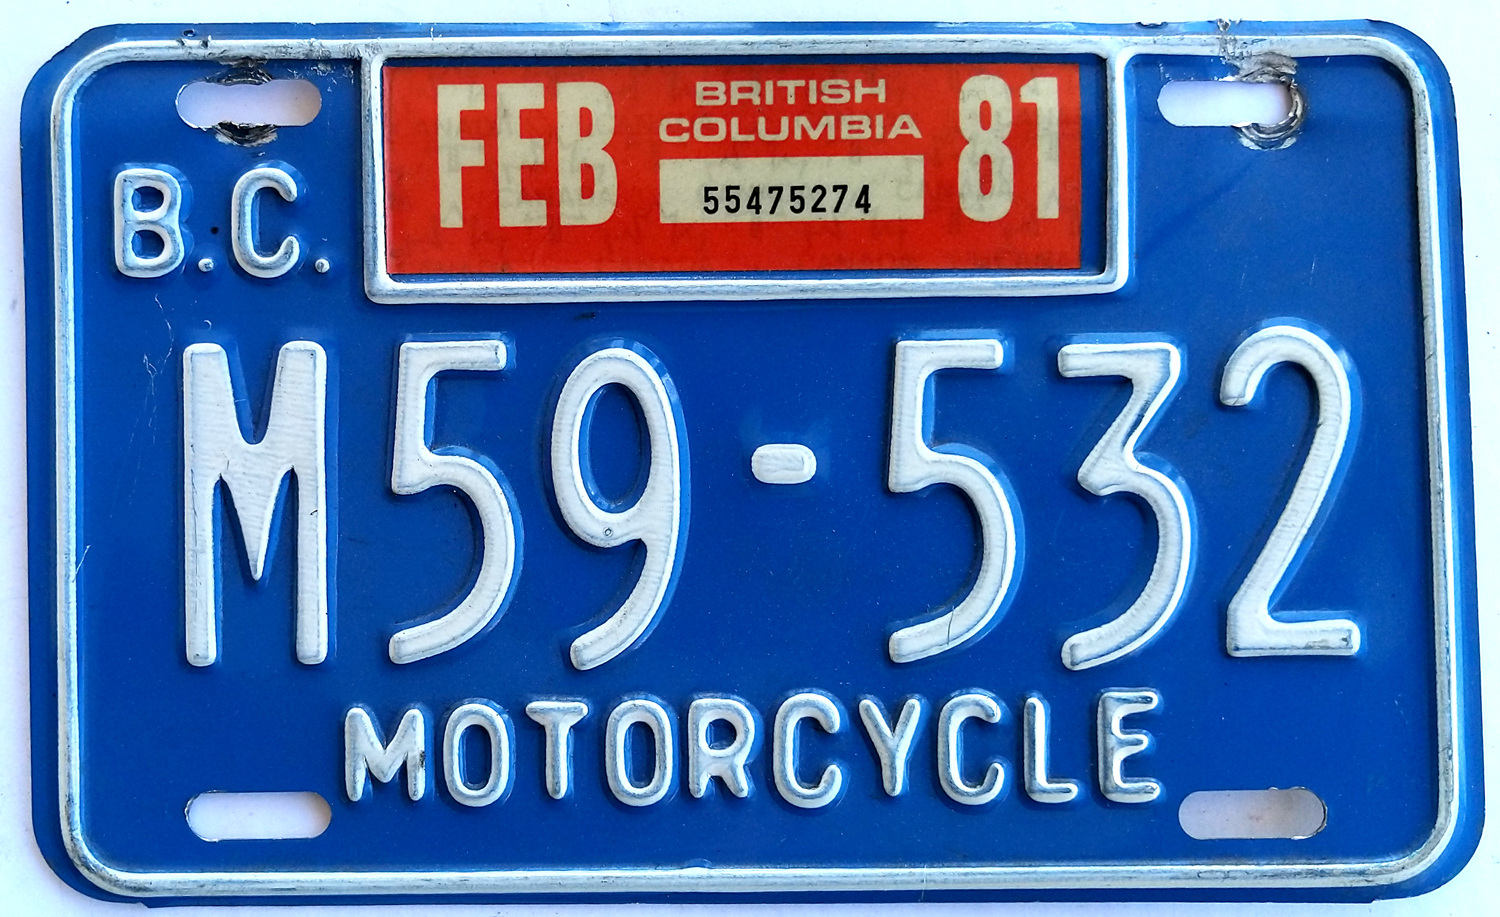 FEB BRITISH COLUMBIA 81
55475274
B.C.
M59-532
MOTORCYCLE